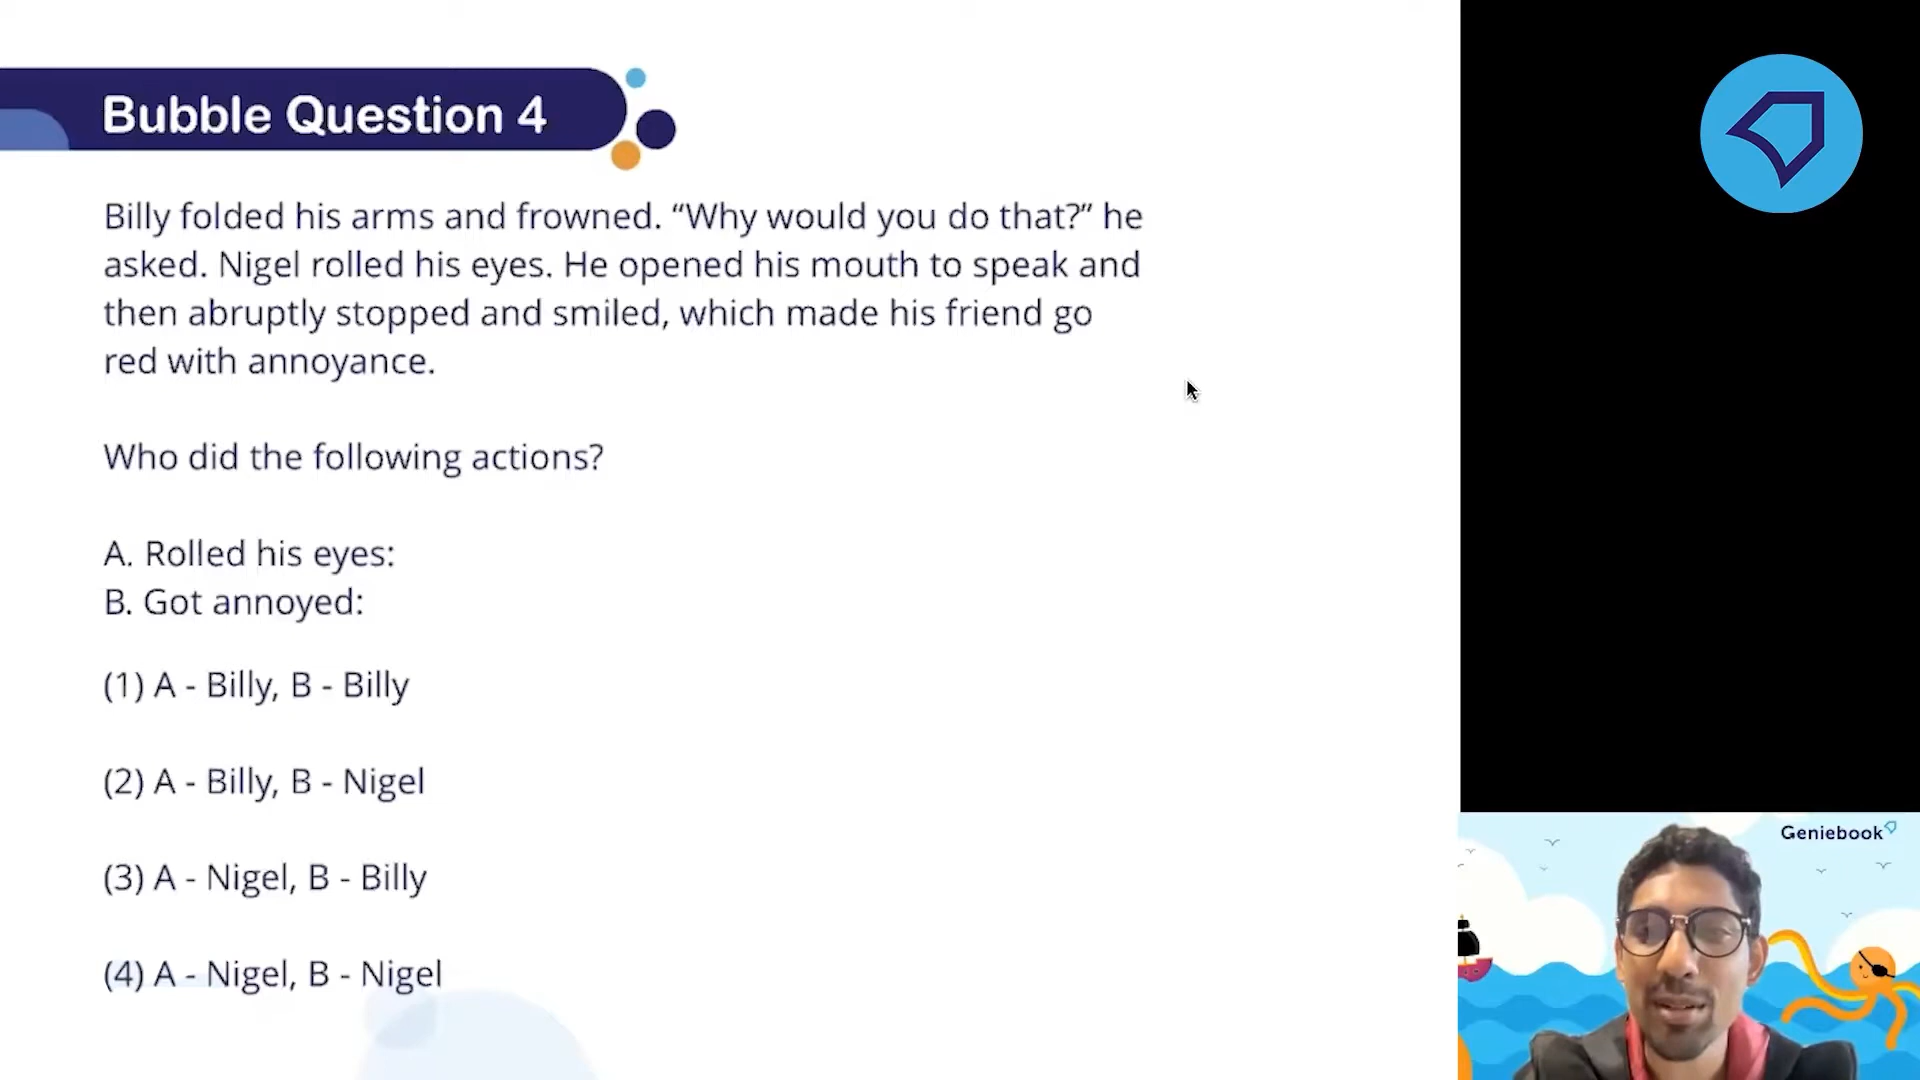 Bubble Question 4
Billy folded his arms and frowned. “Why would you do that?” he
asked. Nigel rolled his eyes. He opened his mouth to speak and
then abruptly stopped and smiled, which made his friend go
red with annoyance.
Who did the following actions?
A. Rolled his eyes:
B. Got annoyed:
(1) A - Billy, B - Billy
(2) A - Billy, B - Nigel
(3) A - Nigel, B - Billy
(4) A - Nigel, B - Nigel
Geniebook